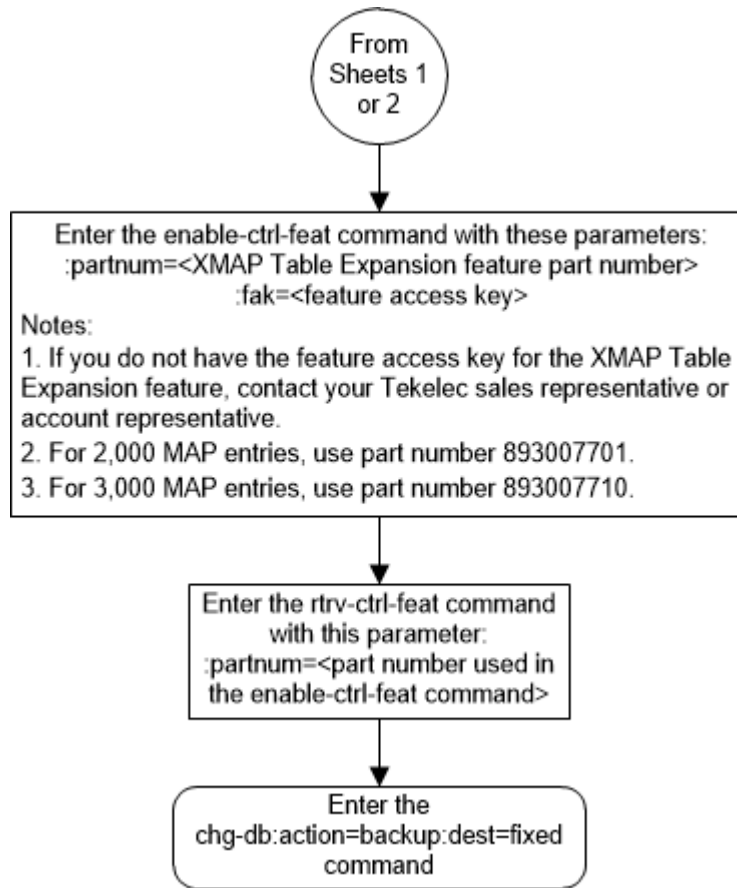 From
Sheets 1
or 2
Enter the enable-ctrl-feat command with these parameters:
:partnum=<XMAP Table Expansion feature part number>
:fak=<feature access key>
Notes:
1. If you do not have the feature access key for the XMAP Table
Expansion feature, contact your Tekelec sales representative or
account representative.
2. For 2,000 MAP entries, use part number 893007701.
3. For 3,000 MAP entries, use part number 893007710.
Enter the rtrv-ctrl-feat command
with this parameter:
:partnum=<part number used in
the enable-ctrl-feat command>
Enter the
chg-db:action=backup:dest=fixed
command